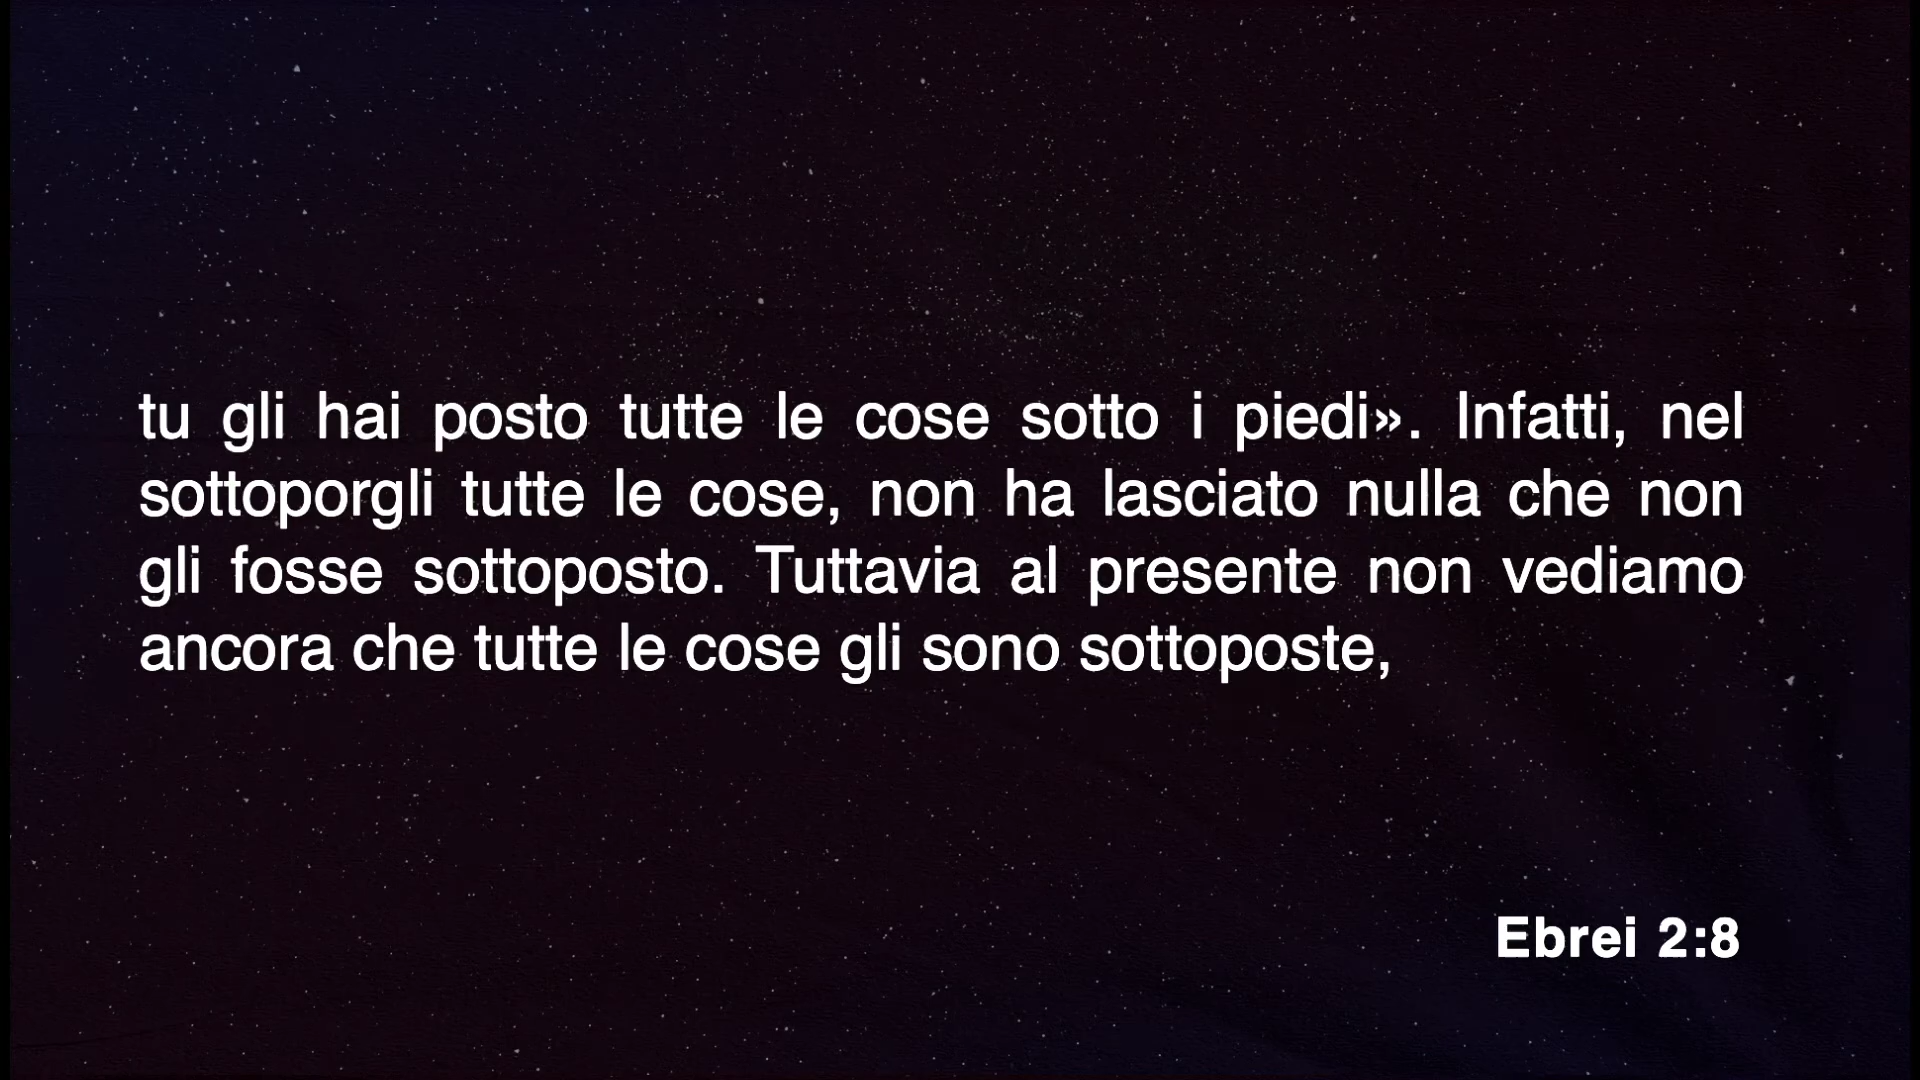 tu gli hai posto tutte le cose sotto i piedi». Infatti, nel
sottoporgli tutte le cose, non ha lasciato nulla che non
gli fosse sottoposto. Tuttavia al presente non vediamo
ancora che tutte le cose gli sono sottoposte,
Ebrei 2:8